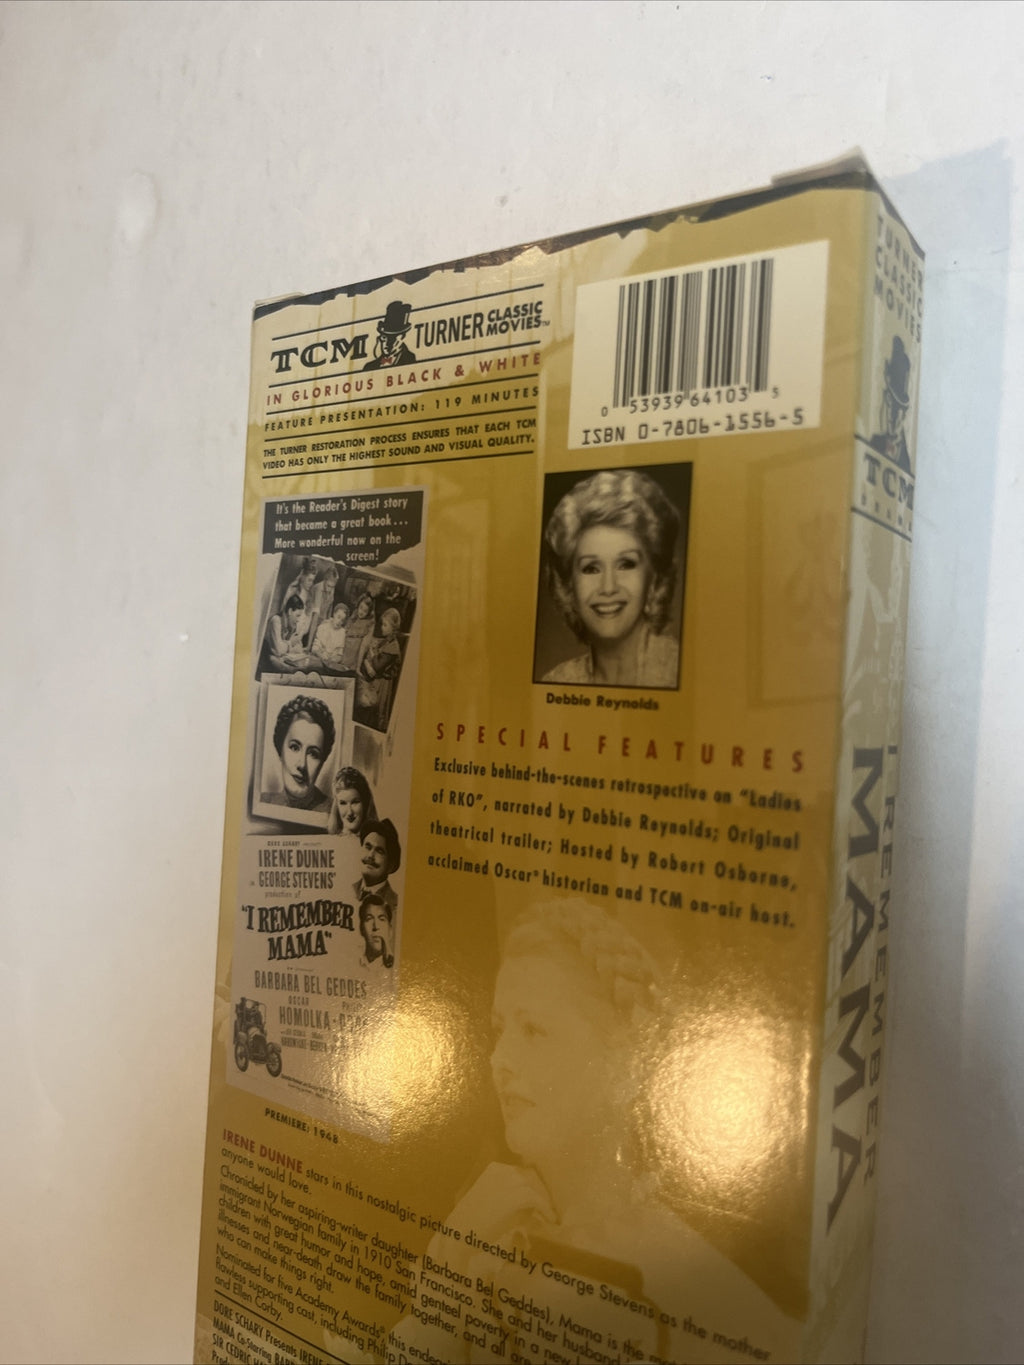 TCM TURNER CLASSIC MOVIES™
IN GLORIOUS BLACK & WHITE
FEATURE PRESENTATION: 119 MINUTES
THE TURNER RESTORATION PROCESS ENSURES THAT EACH TCM
VIDEO HAS ONLY THE HIGHEST SOUND AND VISUAL QUALITY.
0 53939 64103 5
ISBN 0-7806-1556-5
It's the Reader's Digest story
that became a great book...
More wonderful now on the
screen!
IRENE DUNNE
in GEORGE STEVENS'
production of
"I REMEMBER
MAMA"
BARBARA BEL GEDDES
OSCAR
HOMOLKA
PREMIERE: 1948
Debbie Reynolds
SPECIAL FEATURES
Exclusive behind-the-scenes retrospective on "Ladies
of RKO", narrated by Debbie Reynolds; Original
theatrical trailer; Hosted by Robert Osborne,
acclaimed Oscar® historian and TCM on-air host.
IRENE DUNNE stars in this nostalgic picture directed by George Stevens as the mother
anyone would love.
Chronicled by her aspiring-writer daughter (Barbara Bel Geddes), Mama is the
immigrant Norwegian family in 1910 San Francisco. She and her husband
children with great humor and hope, amid genteel poverty in a new
illnesses and near-death draw the family together, and all are
who can make things right.
Nominated for five Academy Awards® this
flawless supporting cast, including Philip
and Ellen Corby.
DORE SCHARY Presents IRENE
MAMA Co-Starring
SIR CEDRIC
TURNER
CLASSIC
MOVIES
TCM
DRAMA
I REMEMBER
MAMA